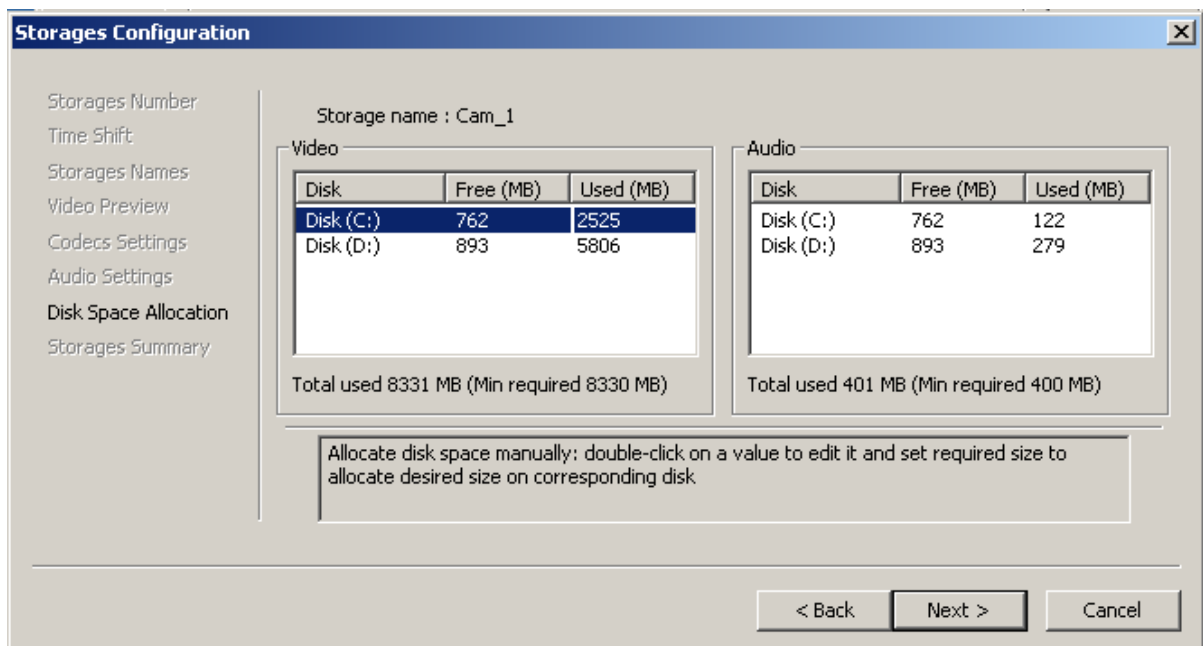 Storages Configuration
Storages Number
Time Shift
Storages Names
Video Preview
Codecs Settings
Audio Settings
Disk Space Allocation
Storages Summary
Storage name : Cam_1
Video
Disk Free (MB) Used (MB)
Disk (C:) 762 2525
Disk (D:) 893 5806
Total used 8331 MB (Min required 8330 MB)
Audio
Disk Free (MB) Used (MB)
Disk (C:) 762 122
Disk (D:) 893 279
Total used 401 MB (Min required 400 MB)
Allocate disk space manually: double-click on a value to edit it and set required size to
allocate desired size on corresponding disk
< Back Next > Cancel